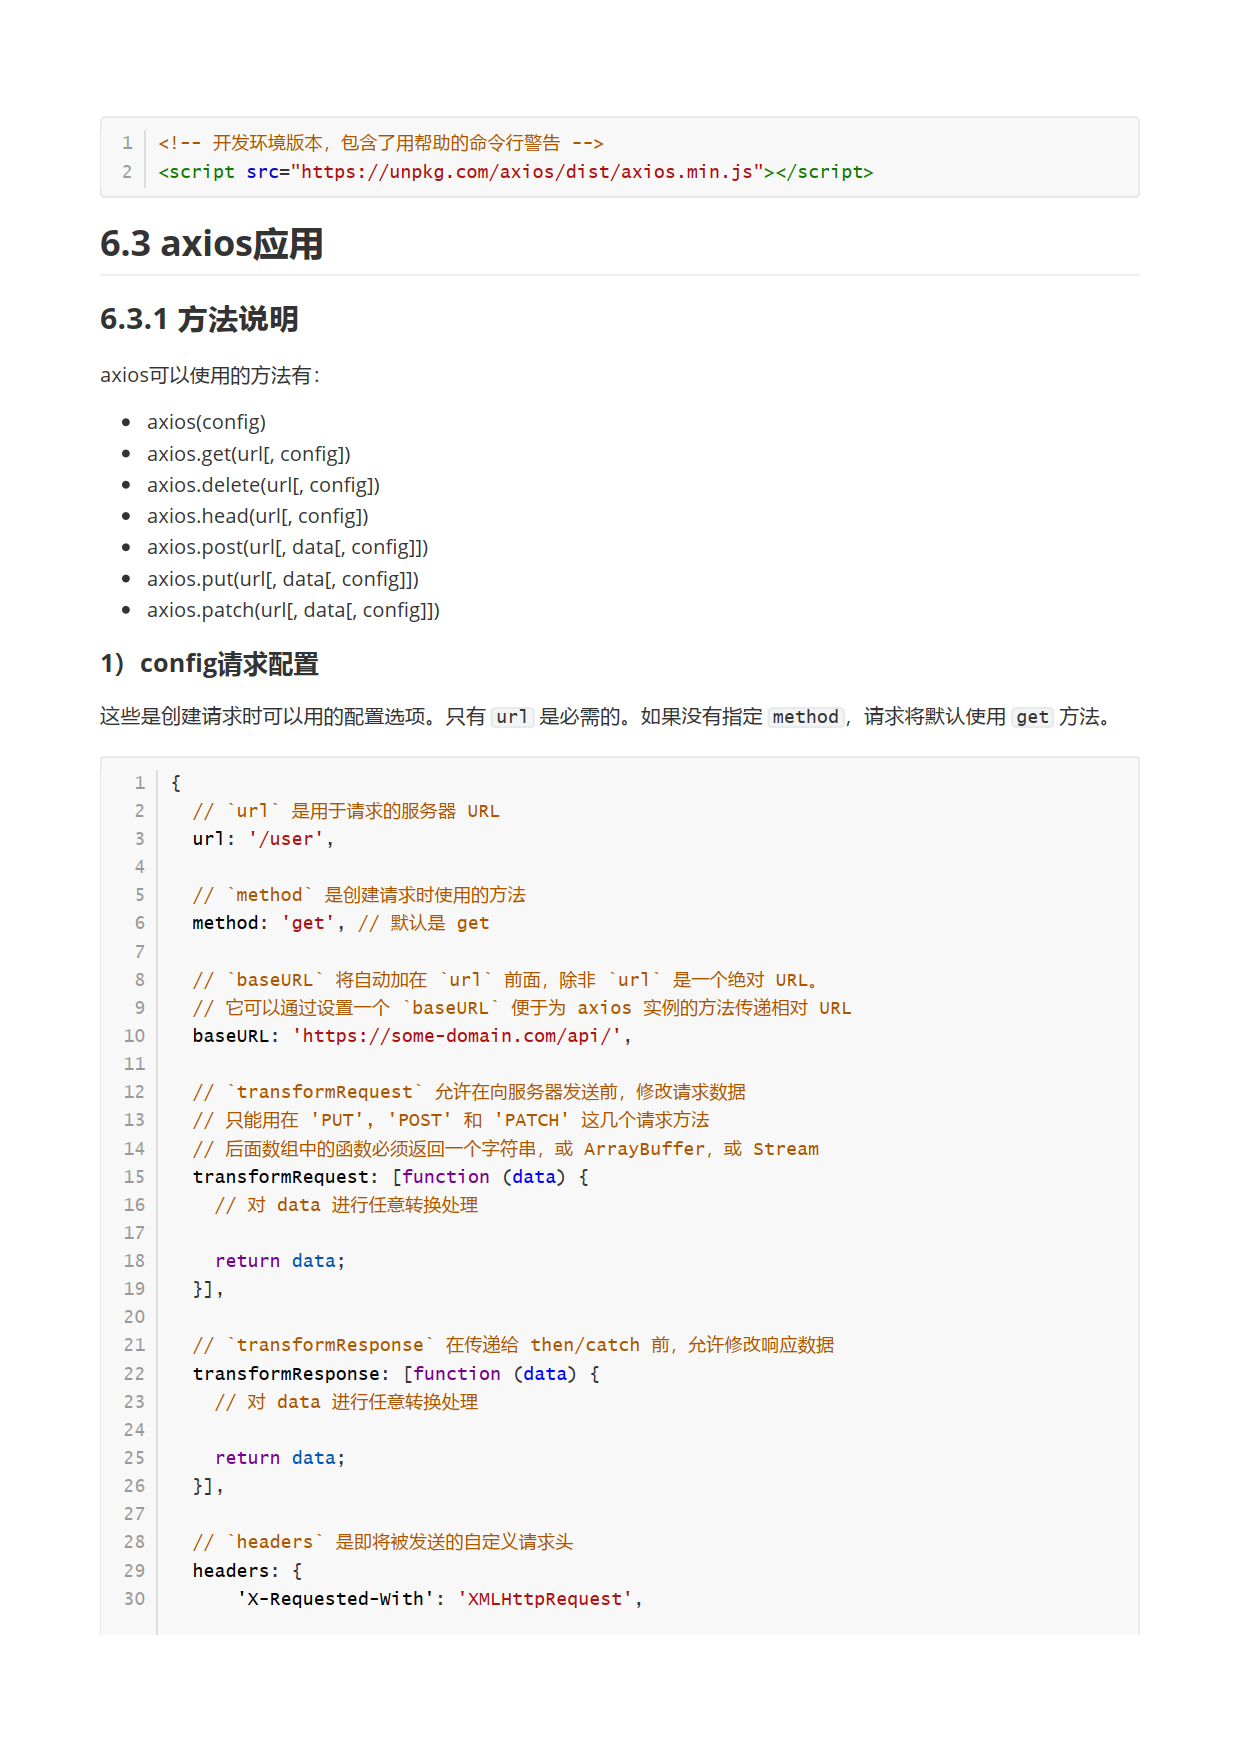 1 <!-- 开发环境版本，包含了用帮助的命令行警告 -->
2 <script src="https://unpkg.com/axios/dist/axios.min.js"></script>
6.3 axios应用
6.3.1 方法说明
axios可以使用的方法有：
• axios(config)
• axios.get(url[, config])
• axios.delete(url[, config])
• axios.head(url[, config])
• axios.post(url[, data[, config]])
• axios.put(url[, data[, config]])
• axios.patch(url[, data[, config]])
1）config请求配置
这些是创建请求时可以用的配置选项。只有 url 是必需的。如果没有指定 method，请求将默认使用 get 方法。
1 {
2   // `url` 是用于请求的服务器 URL
3   url: '/user',
4
5   // `method` 是创建请求时使用的方法
6   method: 'get', // 默认是 get
7
8   // `baseURL` 将自动加在 `url` 前面，除非 `url` 是一个绝对 URL。
9   // 它可以通过设置一个 `baseURL` 便于为 axios 实例的方法传递相对 URL
10   baseURL: 'https://some-domain.com/api/',
11
12   // `transformRequest` 允许在向服务器发送前，修改请求数据
13   // 只能用在 'PUT', 'POST' 和 'PATCH' 这几个请求方法
14   // 后面数组中的函数必须返回一个字符串，或 ArrayBuffer，或 Stream
15   transformRequest: [function (data) {
16     // 对 data 进行任意转换处理
17
18     return data;
19   }],
20
21   // `transformResponse` 在传递给 then/catch 前，允许修改响应数据
22   transformResponse: [function (data) {
23     // 对 data 进行任意转换处理
24
25     return data;
26   }],
27
28   // `headers` 是即将被发送的自定义请求头
29   headers: {
30       'X-Requested-With': 'XMLHttpRequest',